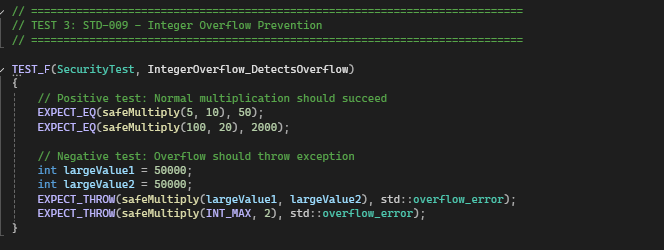 // ============================================================================
// TEST 3: STD-009 - Integer Overflow Prevention
// ============================================================================
TEST_F(SecurityTest, IntegerOverflow_DetectsOverflow)
{
// Positive test: Normal multiplication should succeed
EXPECT_EQ(safeMultiply(5, 10), 50);
EXPECT_EQ(safeMultiply(100, 20), 2000);
// Negative test: Overflow should throw exception
int largeValue1 = 50000;
int largeValue2 = 50000;
EXPECT_THROW(safeMultiply(largeValue1, largeValue2), std::overflow_error);
EXPECT_THROW(safeMultiply(INT_MAX, 2), std::overflow_error);
}